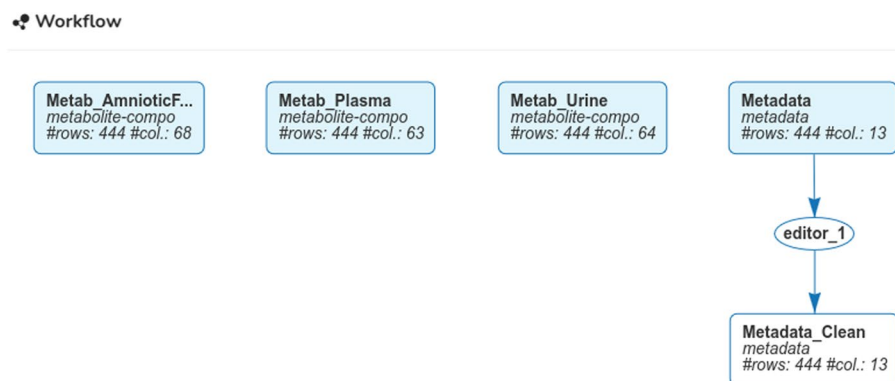 Workflow
Metab_AmnioticF...
metabolite-compo
#rows: 444 #col.: 68
Metab_Plasma
metabolite-compo
#rows: 444 #col.: 63
Metab_Urine
metabolite-compo
#rows: 444 #col.: 64
Metadata
metadata
#rows: 444 #col.: 13
editor_1
Metadata_Clean
metadata
#rows: 444 #col.: 13